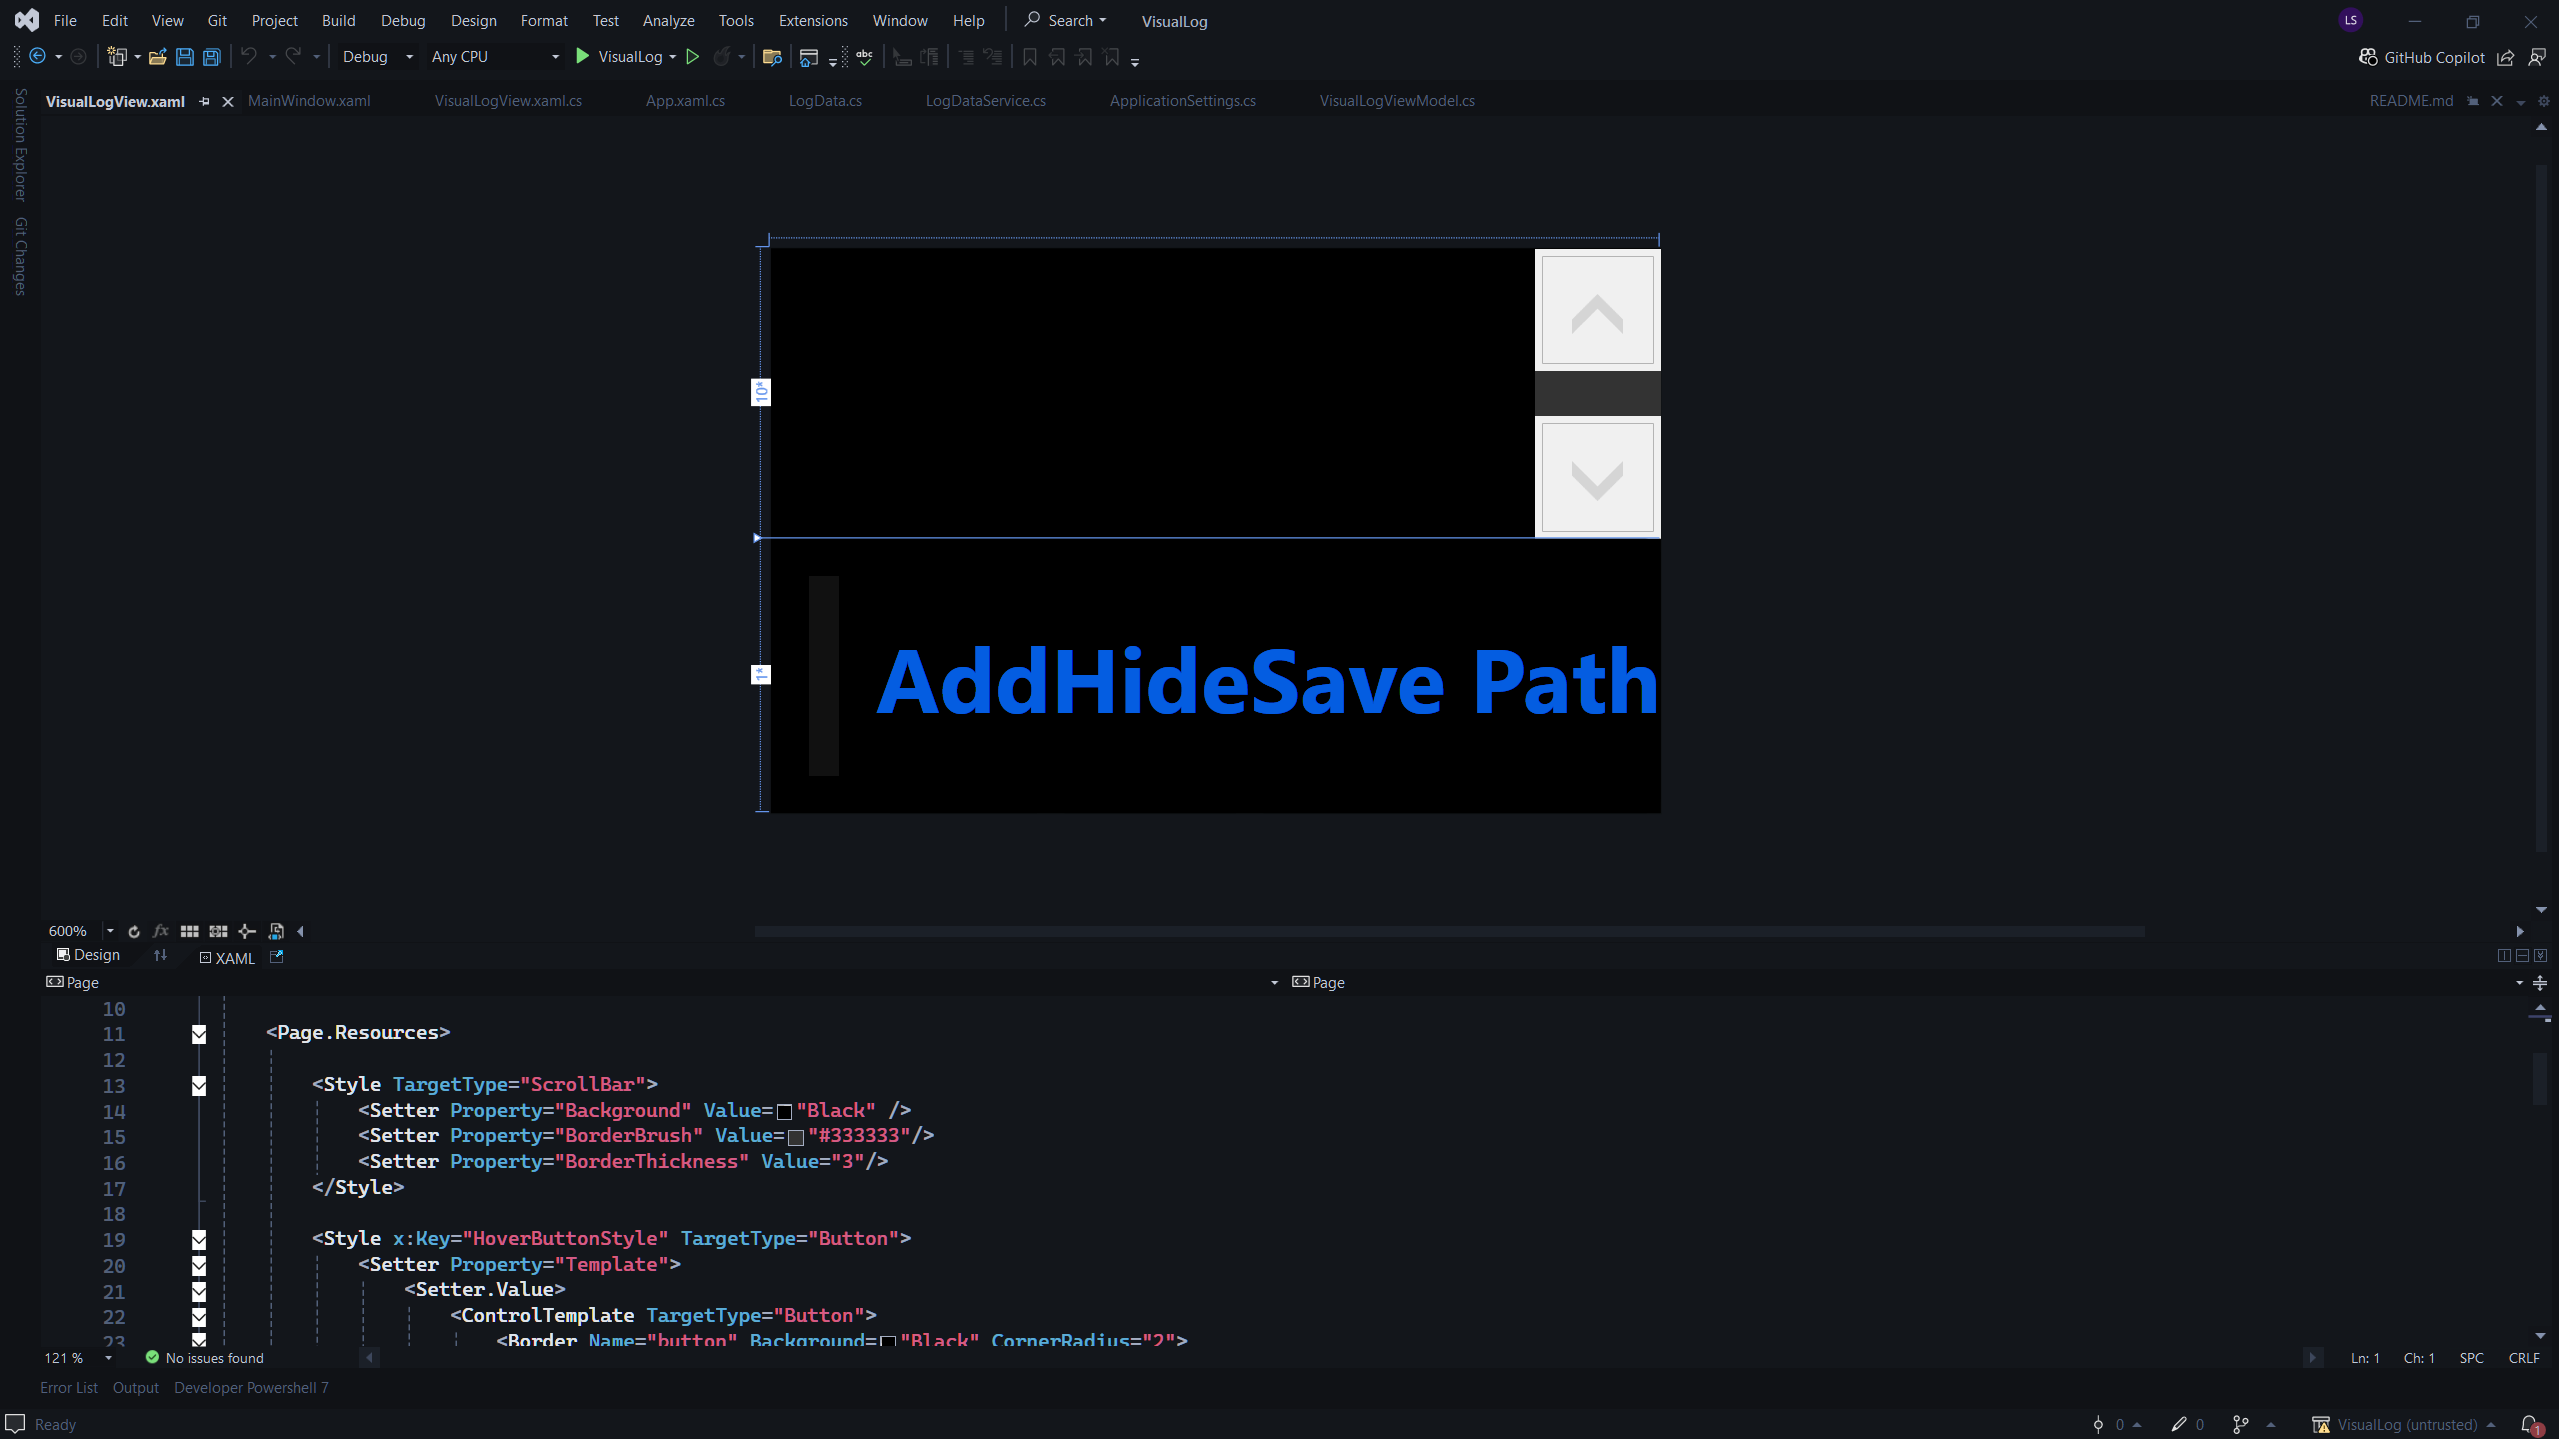 File Edit View Git Project Build Debug Design Format Test Analyze Tools Extensions Window Help Search VisualLog LS
Debug Any CPU VisualLog abc GitHub Copilot
VisualLogView.xaml MainWindow.xaml VisualLogView.xaml.cs App.xaml.cs LogData.cs LogDataService.cs ApplicationSettings.cs VisualLogViewModel.cs README.md
Solution Explorer
Git Changes
10*
1*
AddHideSave Path
600% fx
Design XAML
Page Page
10
11 <Page.Resources>
12
13 <Style TargetType="ScrollBar">
14 <Setter Property="Background" Value="Black" />
15 <Setter Property="BorderBrush" Value="#333333"/>
16 <Setter Property="BorderThickness" Value="3"/>
17 </Style>
18
19 <Style x:Key="HoverButtonStyle" TargetType="Button">
20 <Setter Property="Template">
21 <Setter.Value>
22 <ControlTemplate TargetType="Button">
23 <Border Name="button" Background="Black" CornerRadius="2">
121 % No issues found Ln: 1 Ch: 1 SPC CRLF
Error List Output Developer Powershell 7
Ready 0 0 VisualLog (untrusted) 1